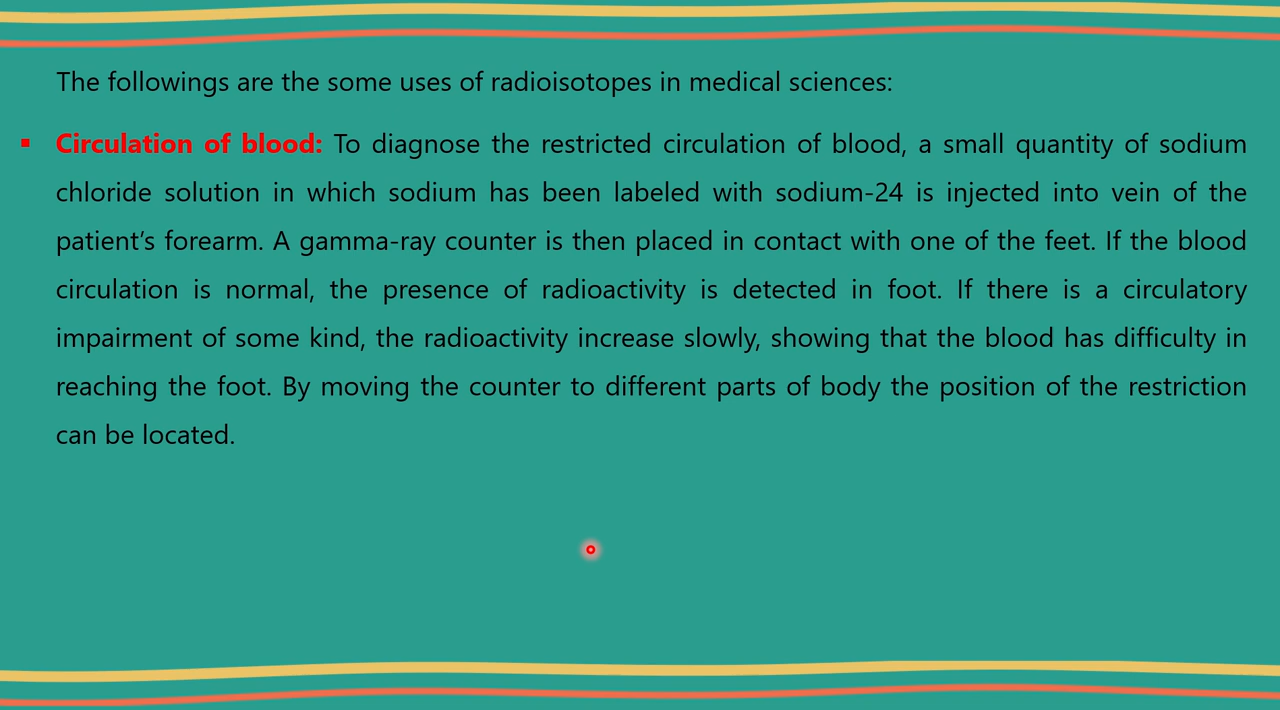 The followings are the some uses of radioisotopes in medical sciences:
▪ Circulation of blood: To diagnose the restricted circulation of blood, a small quantity of sodium
chloride solution in which sodium has been labeled with sodium-24 is injected into vein of the
patient’s forearm. A gamma-ray counter is then placed in contact with one of the feet. If the blood
circulation is normal, the presence of radioactivity is detected in foot. If there is a circulatory
impairment of some kind, the radioactivity increase slowly, showing that the blood has difficulty in
reaching the foot. By moving the counter to different parts of body the position of the restriction
can be located.